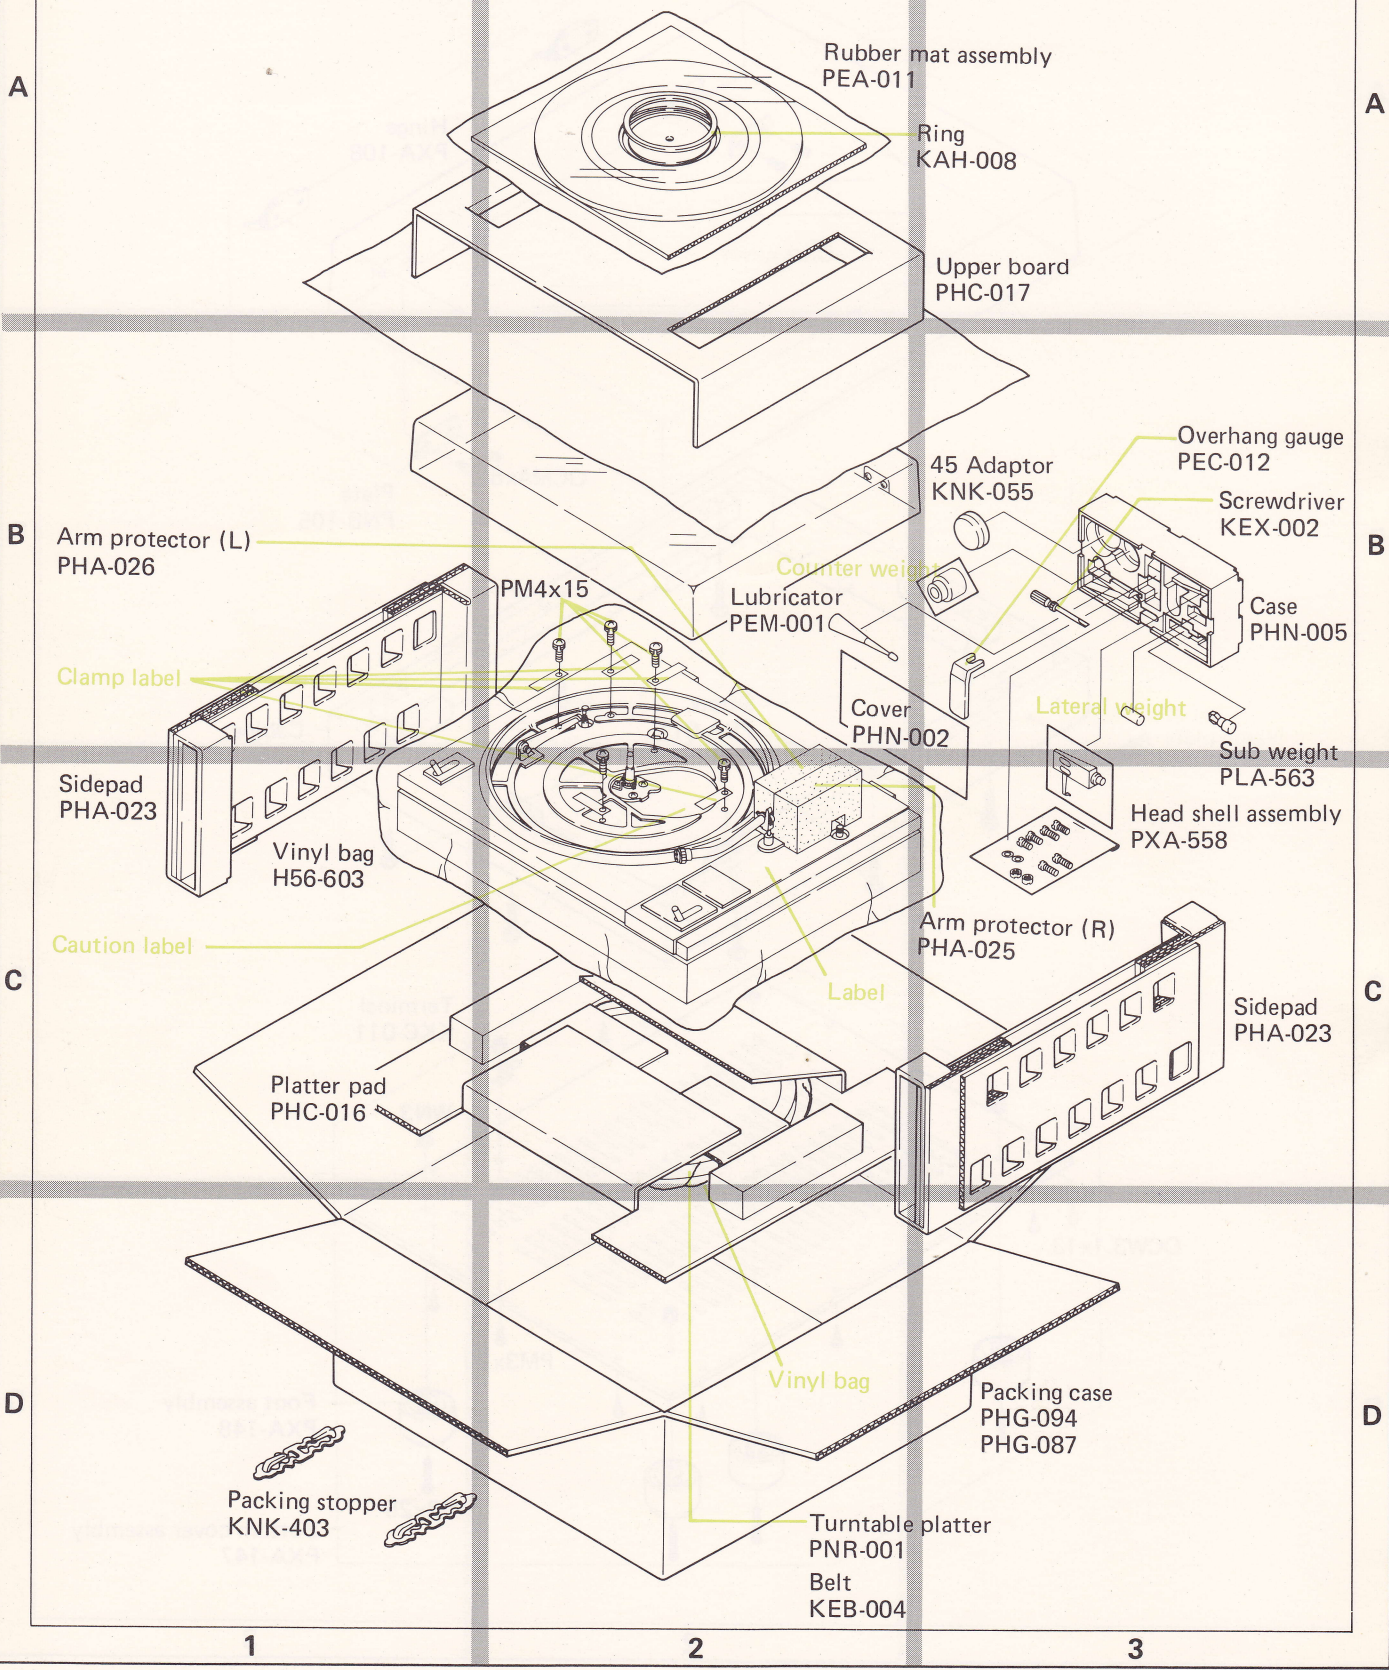 A
A
Rubber mat assembly
PEA-011
Ring
KAH-008
Upper board
PHC-017
Overhang gauge
PEC-012
45 Adaptor
KNK-055
Screwdriver
KEX-002
B
B
Arm protector (L)
PHA-026
Counter weight
PM4x15
Lubricator
PEM-001
Case
PHN-005
Clamp label
Cover
PHN-002
Lateral weight
Sub weight
PLA-563
Sidepad
PHA-023
Head shell assembly
PXA-558
Vinyl bag
H56-603
Arm protector (R)
PHA-025
Caution label
C
C
Label
Sidepad
PHA-023
Platter pad
PHC-016
Vinyl bag
Packing case
PHG-094
PHG-087
D
D
Packing stopper
KNK-403
Turntable platter
PNR-001
Belt
KEB-004
1
2
3